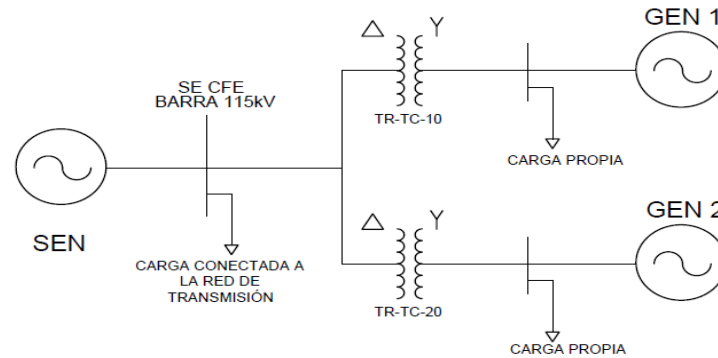 GEN 1
Y
SE CFE
BARRA 115kV
TR-TC-10
CARGA PROPIA
SEN
CARGA CONECTADA A
LA RED DE
TRANSMISIÓN
Y
GEN 2
TR-TC-20
CARGA PROPIA